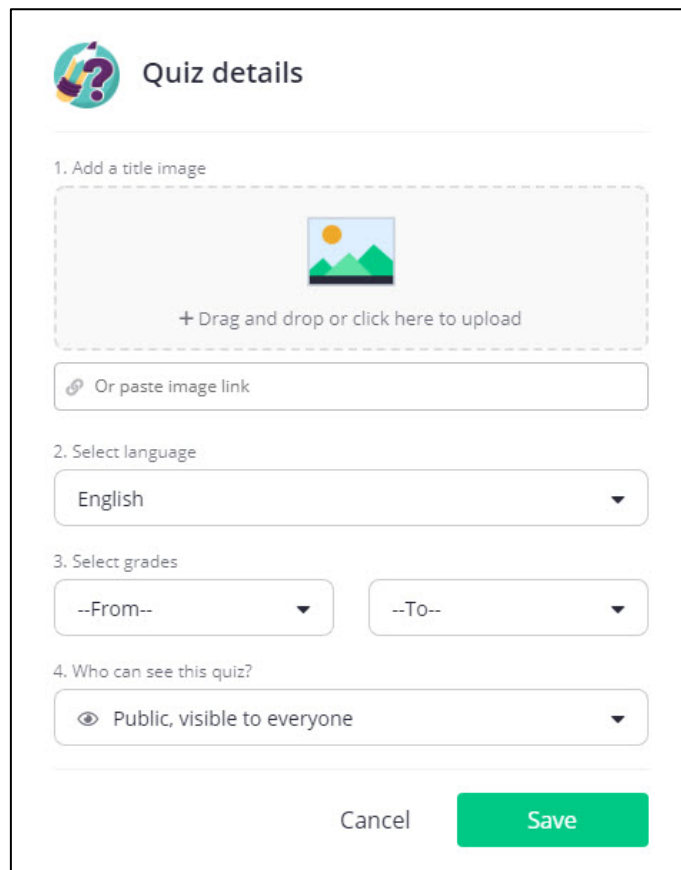 Quiz details
1. Add a title image
+ Drag and drop or click here to upload
Or paste image link
2. Select language
English
3. Select grades
--From-- --To--
4. Who can see this quiz?
Public, visible to everyone
Cancel Save